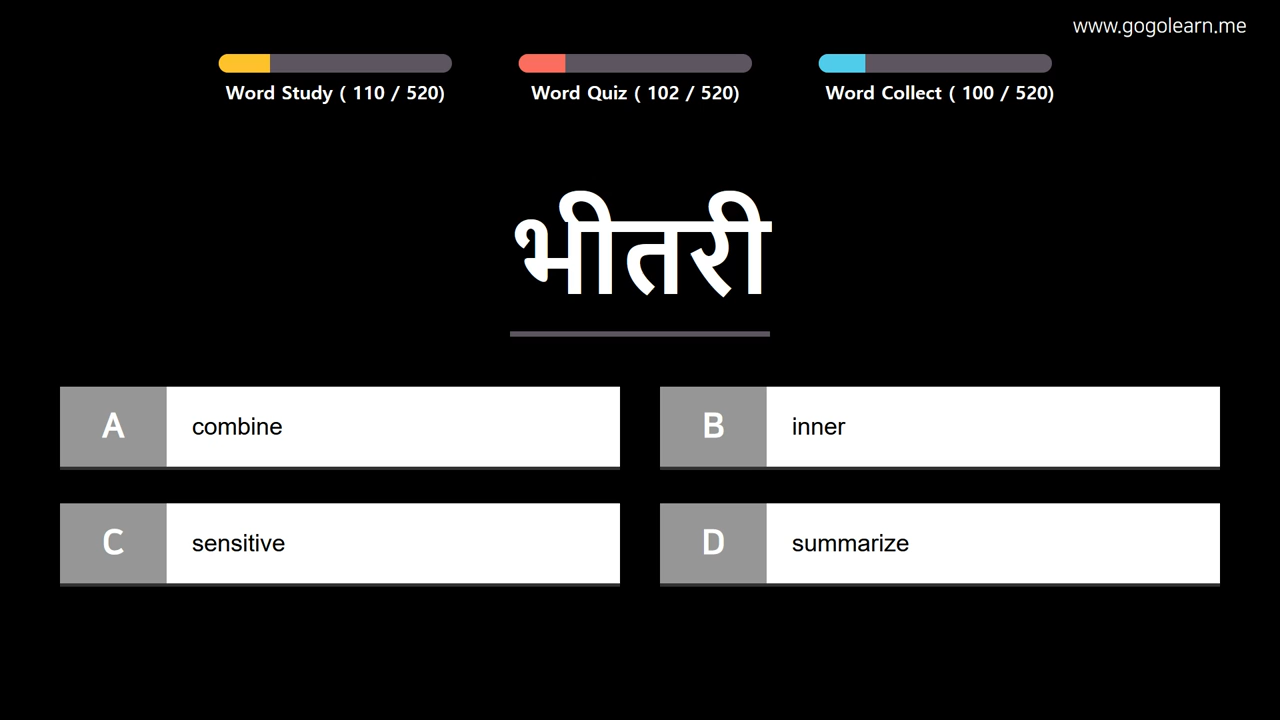 www.gogolearn.me
Word Study ( 110 / 520)
Word Quiz ( 102 / 520)
Word Collect ( 100 / 520)
भीतरी
A combine
B inner
C sensitive
D summarize